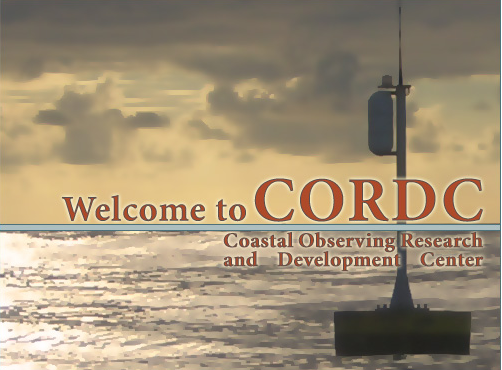 Welcome to CORDC
Coastal Observing Research
and Development Center